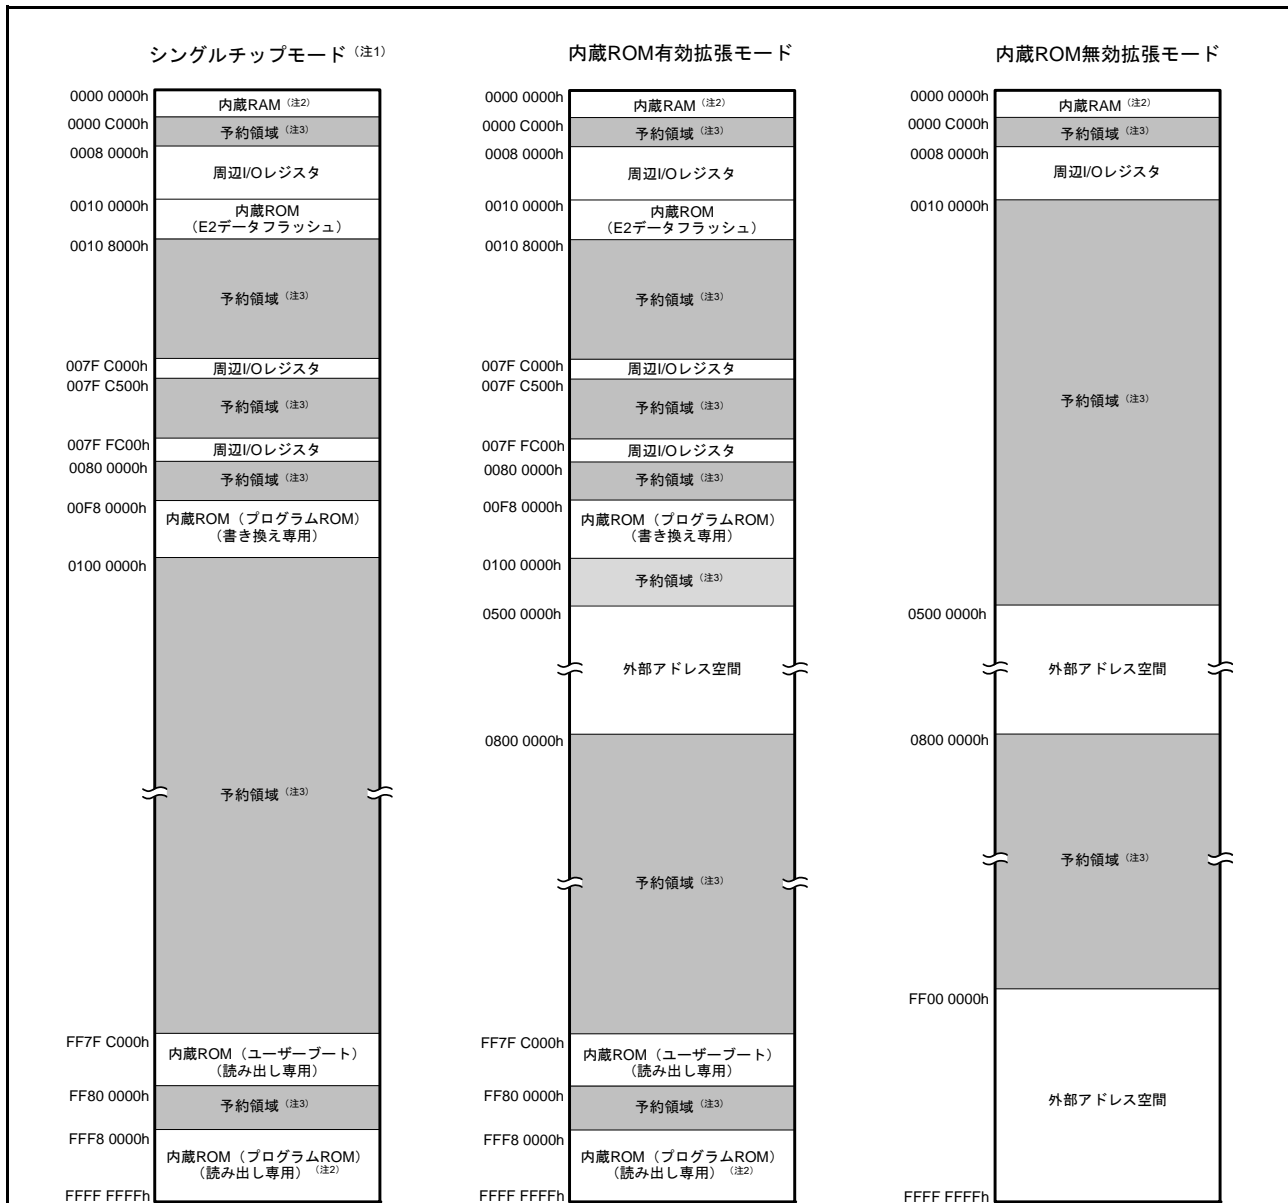 シングルチップモード（注1）
0000 0000h
内蔵RAM（注2）
0000 C000h
予約領域（注3）
0008 0000h
周辺I/Oレジスタ
0010 0000h
内蔵ROM
（E2データフラッシュ）
0010 8000h
予約領域（注3）
007F C000h
周辺I/Oレジスタ
007F C500h
予約領域（注3）
007F FC00h
周辺I/Oレジスタ
0080 0000h
予約領域（注3）
00F8 0000h
内蔵ROM（プログラムROM）
（書き換え専用）
0100 0000h
予約領域（注3）
FF7F C000h
内蔵ROM（ユーザーブート）
（読み出し専用）
FF80 0000h
予約領域（注3）
FFF8 0000h
内蔵ROM（プログラムROM）
（読み出し専用）（注2）
FFFF FFFFh
内蔵ROM有効拡張モード
0000 0000h
内蔵RAM（注2）
0000 C000h
予約領域（注3）
0008 0000h
周辺I/Oレジスタ
0010 0000h
内蔵ROM
（E2データフラッシュ）
0010 8000h
予約領域（注3）
007F C000h
周辺I/Oレジスタ
007F C500h
予約領域（注3）
007F FC00h
周辺I/Oレジスタ
0080 0000h
予約領域（注3）
00F8 0000h
内蔵ROM（プログラムROM）
（書き換え専用）
0100 0000h
予約領域（注3）
0500 0000h
外部アドレス空間
0800 0000h
予約領域（注3）
FF7F C000h
内蔵ROM（ユーザーブート）
（読み出し専用）
FF80 0000h
予約領域（注3）
FFF8 0000h
内蔵ROM（プログラムROM）
（読み出し専用）（注2）
FFFF FFFFh
内蔵ROM無効拡張モード
0000 0000h
内蔵RAM（注2）
0000 C000h
予約領域（注3）
0008 0000h
周辺I/Oレジスタ
0010 0000h
予約領域（注3）
0500 0000h
外部アドレス空間
0800 0000h
予約領域（注3）
FF00 0000h
外部アドレス空間
FFFF FFFFh